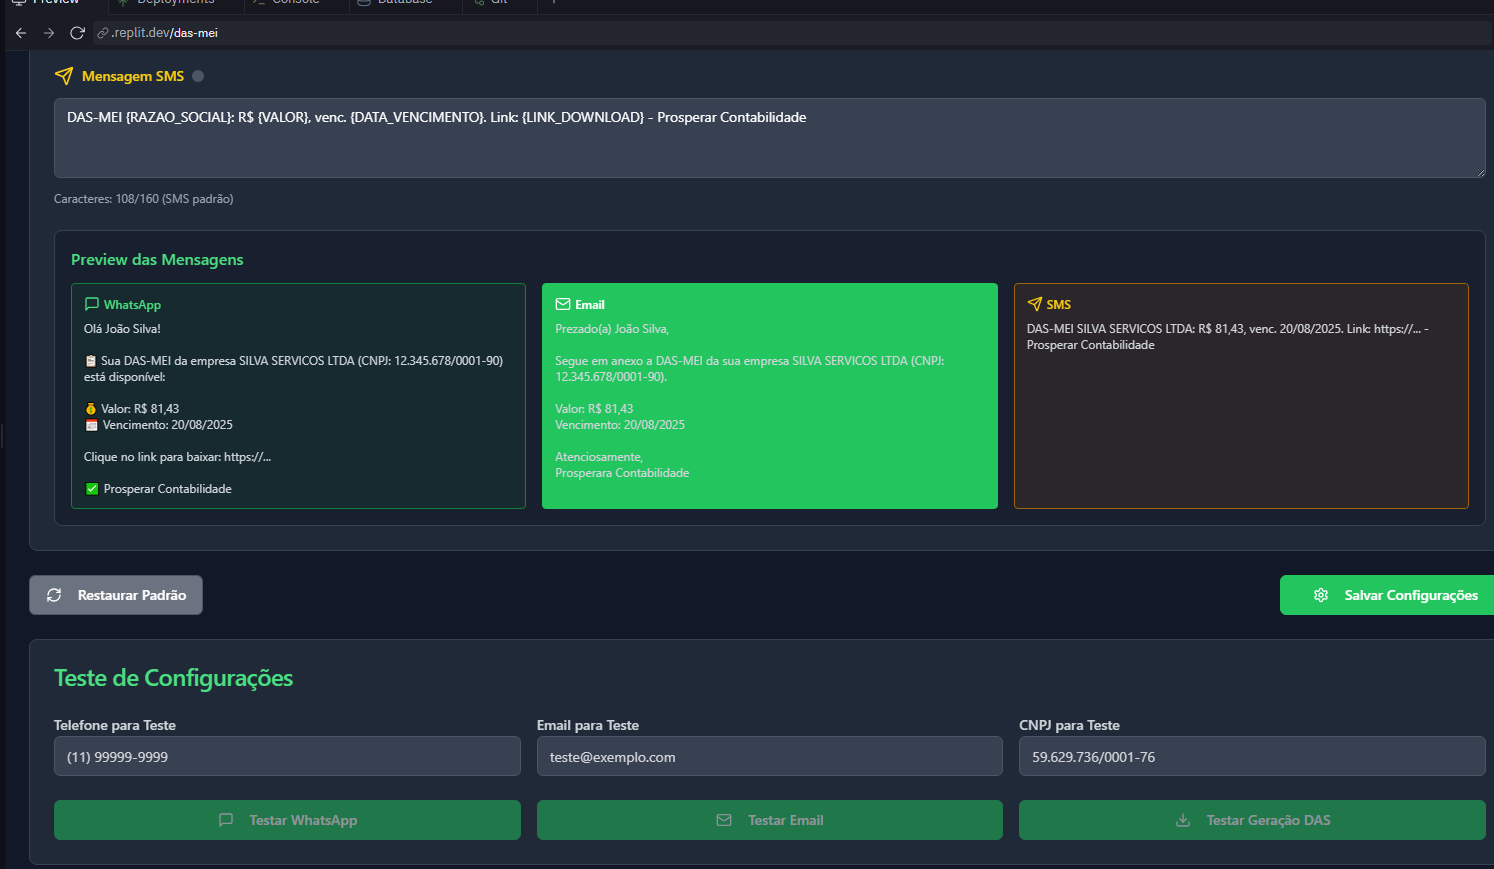 Preview
Deployments
Console
Database
Git
.replit.dev/das-mei
Mensagem SMS
DAS-MEI {RAZAO_SOCIAL}: R$ {VALOR}, venc. {DATA_VENCIMENTO}. Link: {LINK_DOWNLOAD} - Prosperar Contabilidade
Caracteres: 108/160 (SMS padrão)
Preview das Mensagens
WhatsApp
Olá João Silva!
📋 Sua DAS-MEI da empresa SILVA SERVICOS LTDA (CNPJ: 12.345.678/0001-90)
está disponível:
💰 Valor: R$ 81,43
📅 Vencimento: 20/08/2025
Clique no link para baixar: https://...
✅ Prosperar Contabilidade
Email
Prezado(a) João Silva,
Segue em anexo a DAS-MEI da sua empresa SILVA SERVICOS LTDA (CNPJ:
12.345.678/0001-90).
Valor: R$ 81,43
Vencimento: 20/08/2025
Atenciosamente,
Prosperara Contabilidade
SMS
DAS-MEI SILVA SERVICOS LTDA: R$ 81,43, venc. 20/08/2025. Link: https://... -
Prosperar Contabilidade
Restaurar Padrão
Salvar Configurações
Teste de Configurações
Telefone para Teste
(11) 99999-9999
Email para Teste
teste@exemplo.com
CNPJ para Teste
59.629.736/0001-76
Testar WhatsApp
Testar Email
Testar Geração DAS